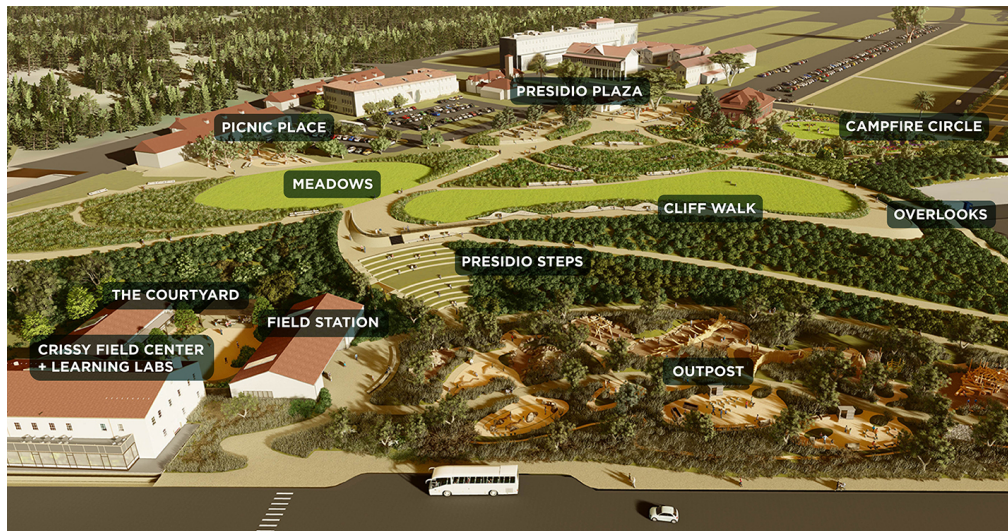 PRESIDIO PLAZA
PICNIC PLACE
CAMPFIRE CIRCLE
MEADOWS
CLIFF WALK
OVERLOOKS
PRESIDIO STEPS
THE COURTYARD
FIELD STATION
CRISSY FIELD CENTER
+ LEARNING LABS
OUTPOST